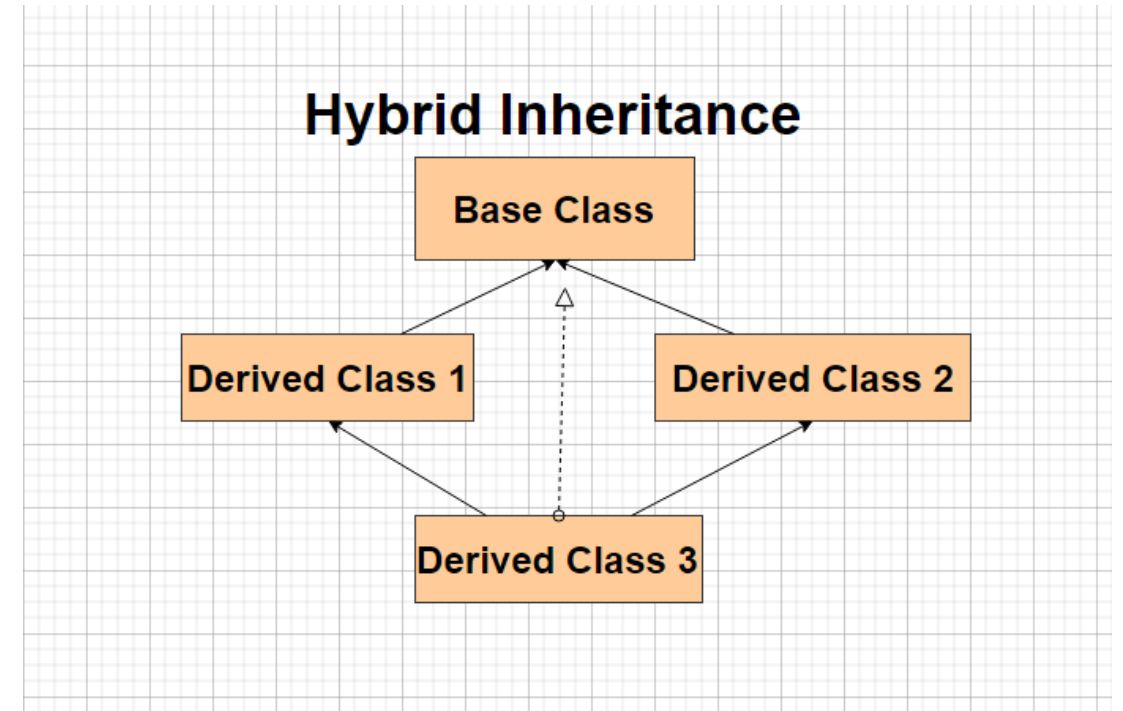 Hybrid Inheritance
Base Class
Derived Class 1
Derived Class 2
Derived Class 3